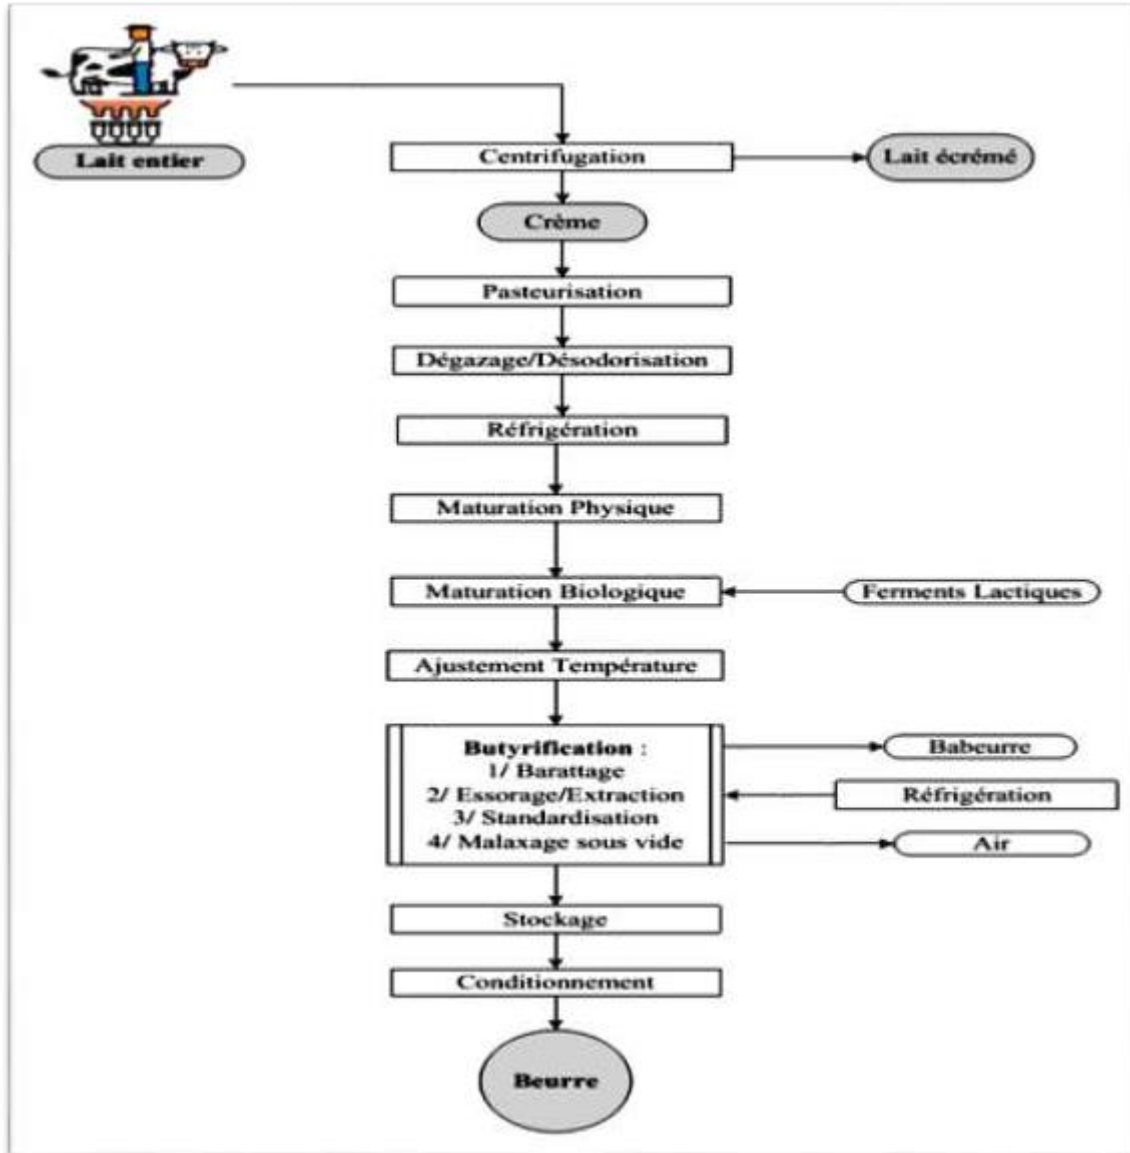 Lait entier
Centrifugation
Lait écrémé
Crème
Pasteurisation
Dégazage/Désodorisation
Réfrigération
Maturation Physique
Maturation Biologique
Ferments Lactiques
Ajustement Température
Butyrification :
1/ Barattage
2/ Essorage/Extraction
3/ Standardisation
4/ Malaxage sous vide
Babeurre
Réfrigération
Air
Stockage
Conditionnement
Beurre